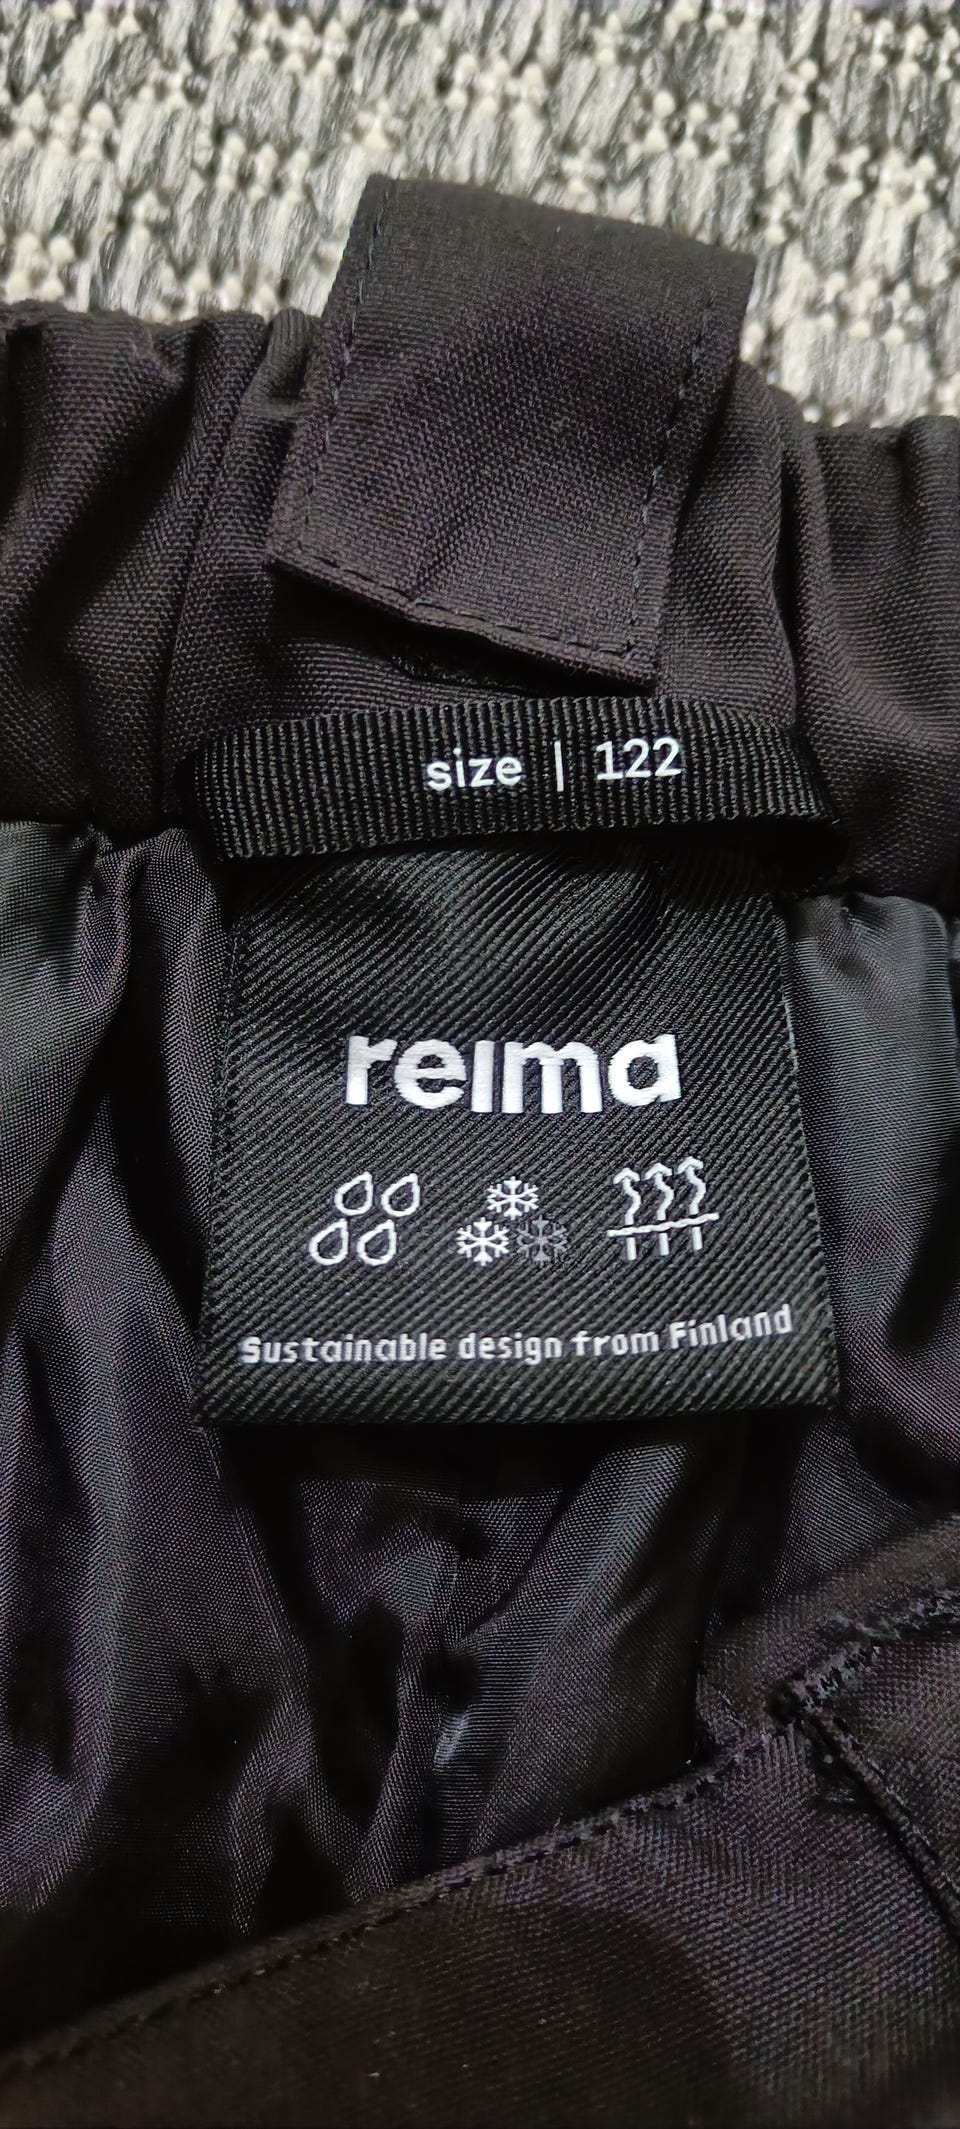 size | 122
reima
Sustainable design from Finland